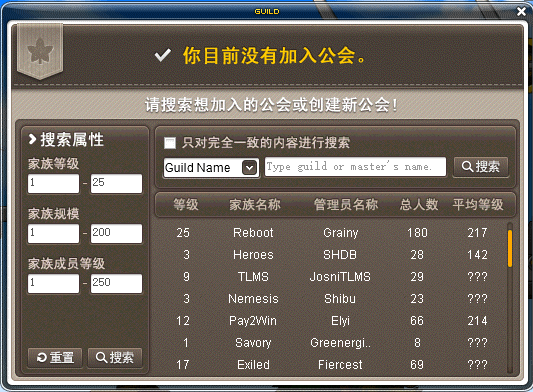 GUILD
你目前没有加入公会。
请搜索想加入的公会或创建新公会!
搜索属性
家族等级
1 - 25
家族规模
1 - 200
家族成员等级
1 - 250
重置 搜索
只对完全一致的内容进行搜索
Guild Name Type guild or master's name. 搜索
等级 家族名称 管理员名称 总人数 平均等级
25 Reboot Grainy 180 217
3 Heroes SHDB 28 142
9 TLMS JosniTLMS 29 ???
3 Nemesis Shibu 23 ???
12 Pay2Win Elyi 66 214
1 Savory Greenergi.. 8 ???
17 Exiled Fiercest 69 ???